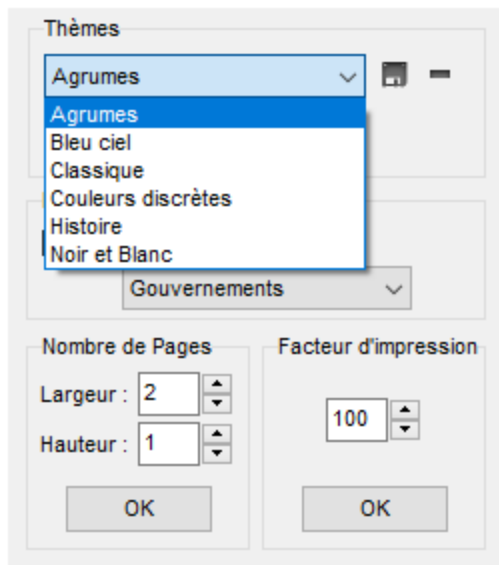 Thèmes
Agrumes
Agrumes
Bleu ciel
Classique
Couleurs discrètes
Histoire
Noir et Blanc
Gouvernements
Nombre de Pages
Largeur : 2
Hauteur : 1
OK
Facteur d'impression
100
OK